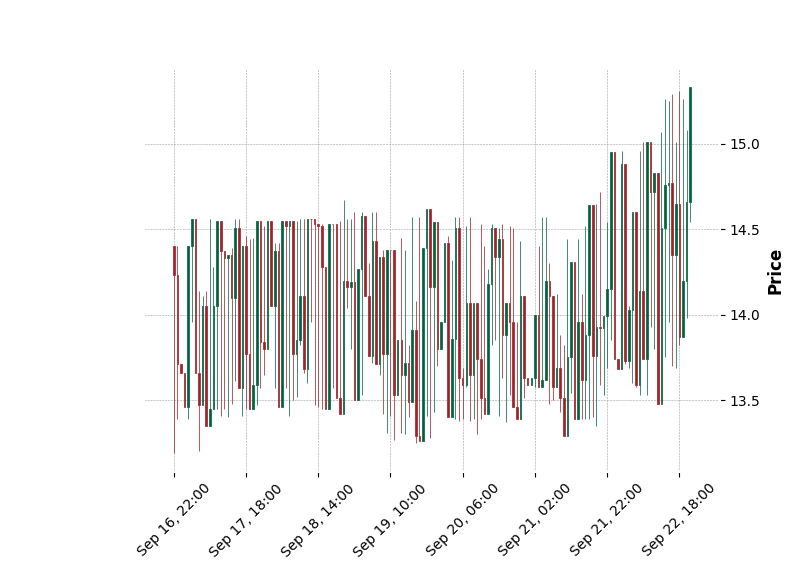 15.0
14.5
14.0
13.5
Price
Sep 16, 22:00
Sep 17, 18:00
Sep 18, 14:00
Sep 19, 10:00
Sep 20, 06:00
Sep 21, 02:00
Sep 21, 22:00
Sep 22, 18:00